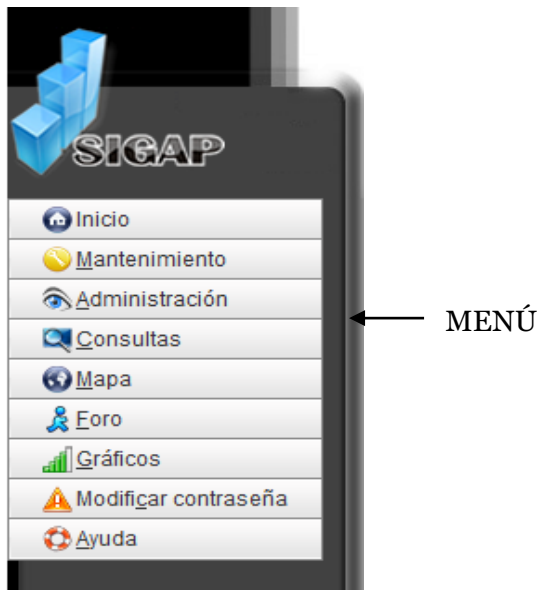 SIGAP
Inicio
Mantenimiento
Administración
Consultas
Mapa
Foro
Gráficos
Modificar contraseña
Ayuda
MENÚ